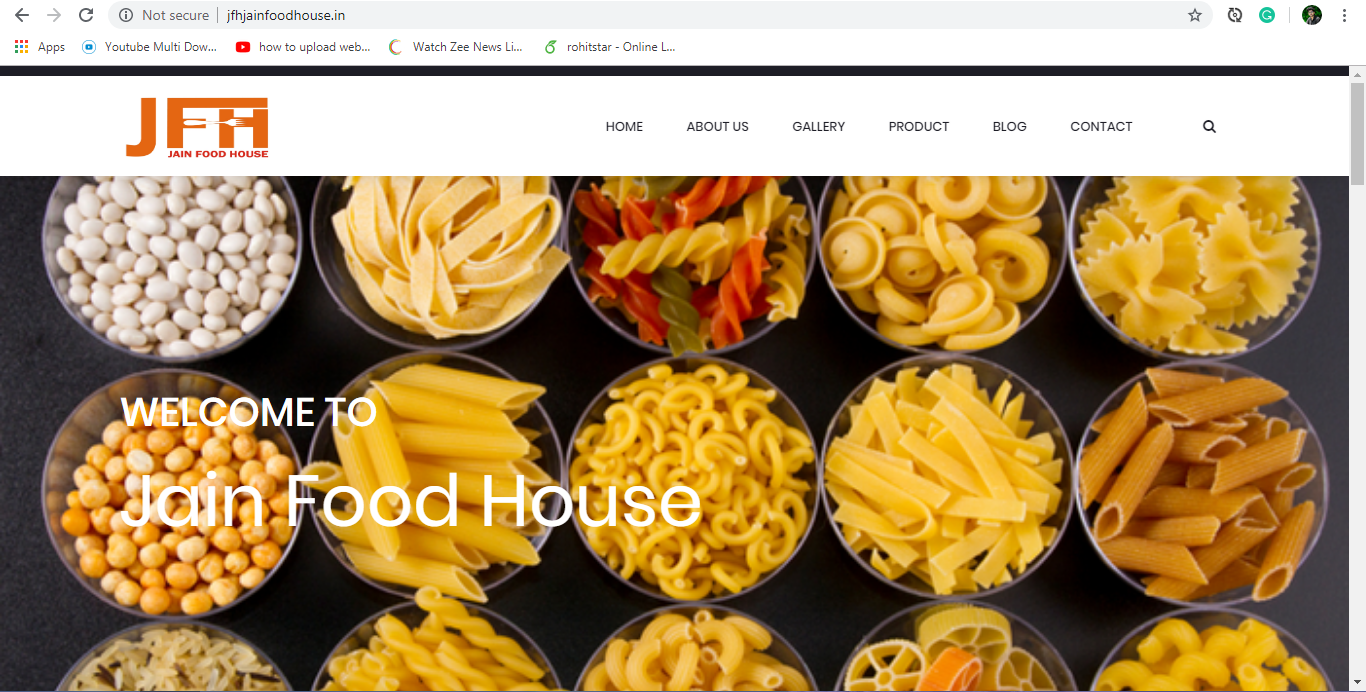 Not secure | jfhjainfoodhouse.in
Apps Youtube Multi Dow... how to upload web... Watch Zee News Li... rohitstar - Online L...
JFH
JAIN FOOD HOUSE
HOME ABOUT US GALLERY PRODUCT BLOG CONTACT
WELCOME TO
Jain Food House